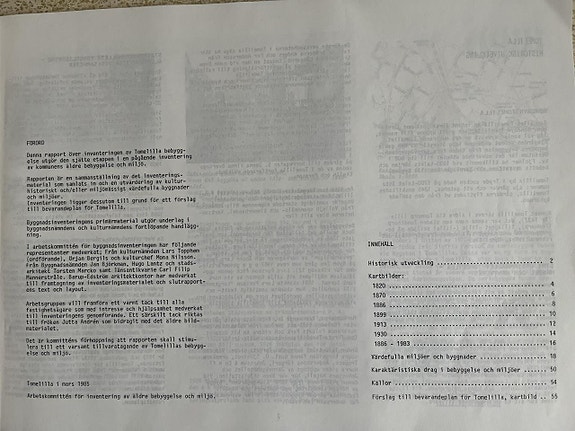 FÖRORD
Denna rapport över inventeringen av Tomelilla bebygg-
else utgör den sjätte etappen i en pågående inventering
av kommunens äldre bebyggelse och miljö.
Rapporten är en sammanställning av det inventerings-
material som samlats in och en utvärdering av kultur-
historiskt och/eller miljömässigt värdefulla byggnader
och miljöer.
Inventeringen ligger dessutom till grund för ett förslag
till bevarandeplan för Tomelilla.
Byggnadsinventeringens primärmaterial utgör underlag i
byggnadsnämndens och kulturnämndens fortlöpande handlägg-
ning.
I arbetskommittén för byggnadsinventeringen har följande
representanter medverkat: Från kulturnämnden Lars Topphem
(ordförande), Örjan Bergils och kulturchef Mona Nilsson.
Från Byggnadsnämnden Jan Björkman, Hugo Lantz och stads-
arkitekt Torsten Marcko samt länsantikvarie Carl Filip
Mannerstråle. Barup+Edström arkitektkontor har medverkat
till framtagning av inventeringsmaterialet och slutrapport-
ens text och layout.
Arbetsgruppen vill framföra ett varmt tack till alla
fastighetsägare som med intresse och hjälpsamhet medverkat
till inventeringens genomförande. Ett särskilt tack riktas
till fröken Jutta Andrén som bidragit med det äldre bild-
materialet.
Det är kommitténs förhoppning att rapporten skall stimu-
lera till ett varsamt tillvaratagande av Tomelillas bebygg-
else och miljö.
Tomelilla i mars 1985
Arbetskommittén för inventering av äldre bebyggelse och miljö.
INNEHÅLL
Historisk utveckling ........................ 2
Kartbilder:
1820 ........................................ 4
1870 ........................................ 6
1886 ........................................ 8
1899 ........................................ 10
1913 ........................................ 12
1930 ........................................ 14
1886 - 1983 ................................. 16
Värdefulla miljöer och byggnader ............ 18
Karaktäristiska drag i bebyggelse och miljöer ...... 50
Källor ...................................... 54
Förslag till bevarandeplan för Tomelilla, kartbild .. 55